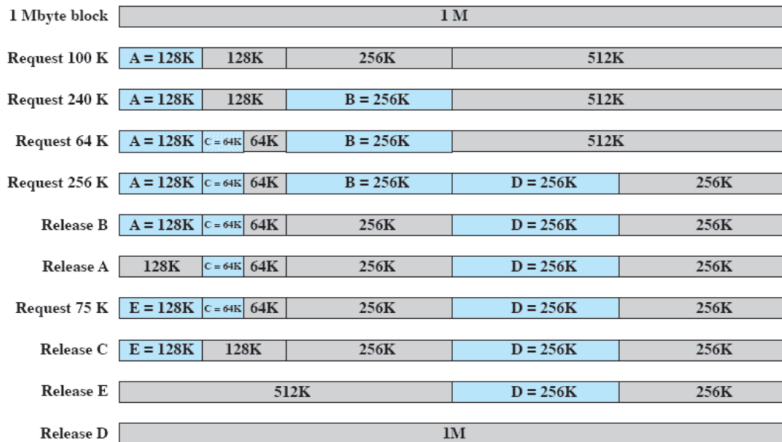 1 Mbyte block 1 M
Request 100 K A = 128K 128K 256K 512K
Request 240 K A = 128K 128K B = 256K 512K
Request 64 K A = 128K C = 64K 64K B = 256K 512K
Request 256 K A = 128K C = 64K 64K B = 256K D = 256K 256K
Release B A = 128K C = 64K 64K 256K D = 256K 256K
Release A 128K C = 64K 64K 256K D = 256K 256K
Request 75 K E = 128K C = 64K 64K 256K D = 256K 256K
Release C E = 128K 128K 256K D = 256K 256K
Release E 512K D = 256K 256K
Release D 1M